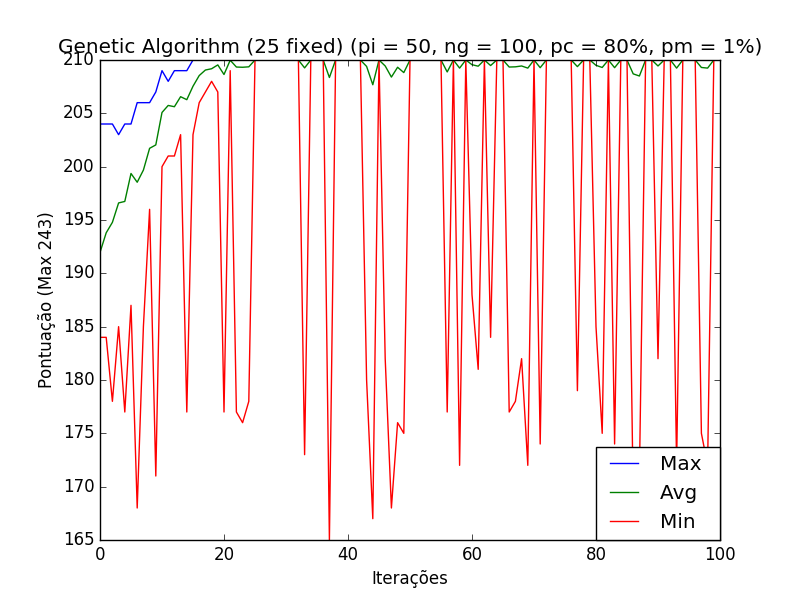 Genetic Algorithm (25 fixed) (pi = 50, ng = 100, pc = 80%, pm = 1%)
210
205
200
195
190
185
180
175
170
165
Pontuação (Max 243)
Max
Avg
Min
0 20 40 60 80 100
Iterações